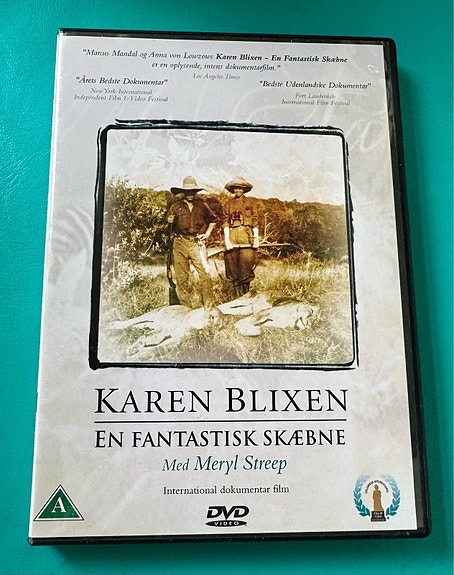 "Marcus Mandal og Anna von Lowzows Karen Blixen - En Fantastisk Skæbne
er en oplysende, intens dokumentarfilm."
Los Angeles Times
"Årets Bedste Dokumentar"
New York International
Independent Film & Video Festival
"Bedste Udenlandske Dokumentar"
Fort Lauderdale
International Film Festival
KAREN BLIXEN
EN FANTASTISK SKÆBNE
Med Meryl Streep
International dokumentar film
A
DVD
VIDEO